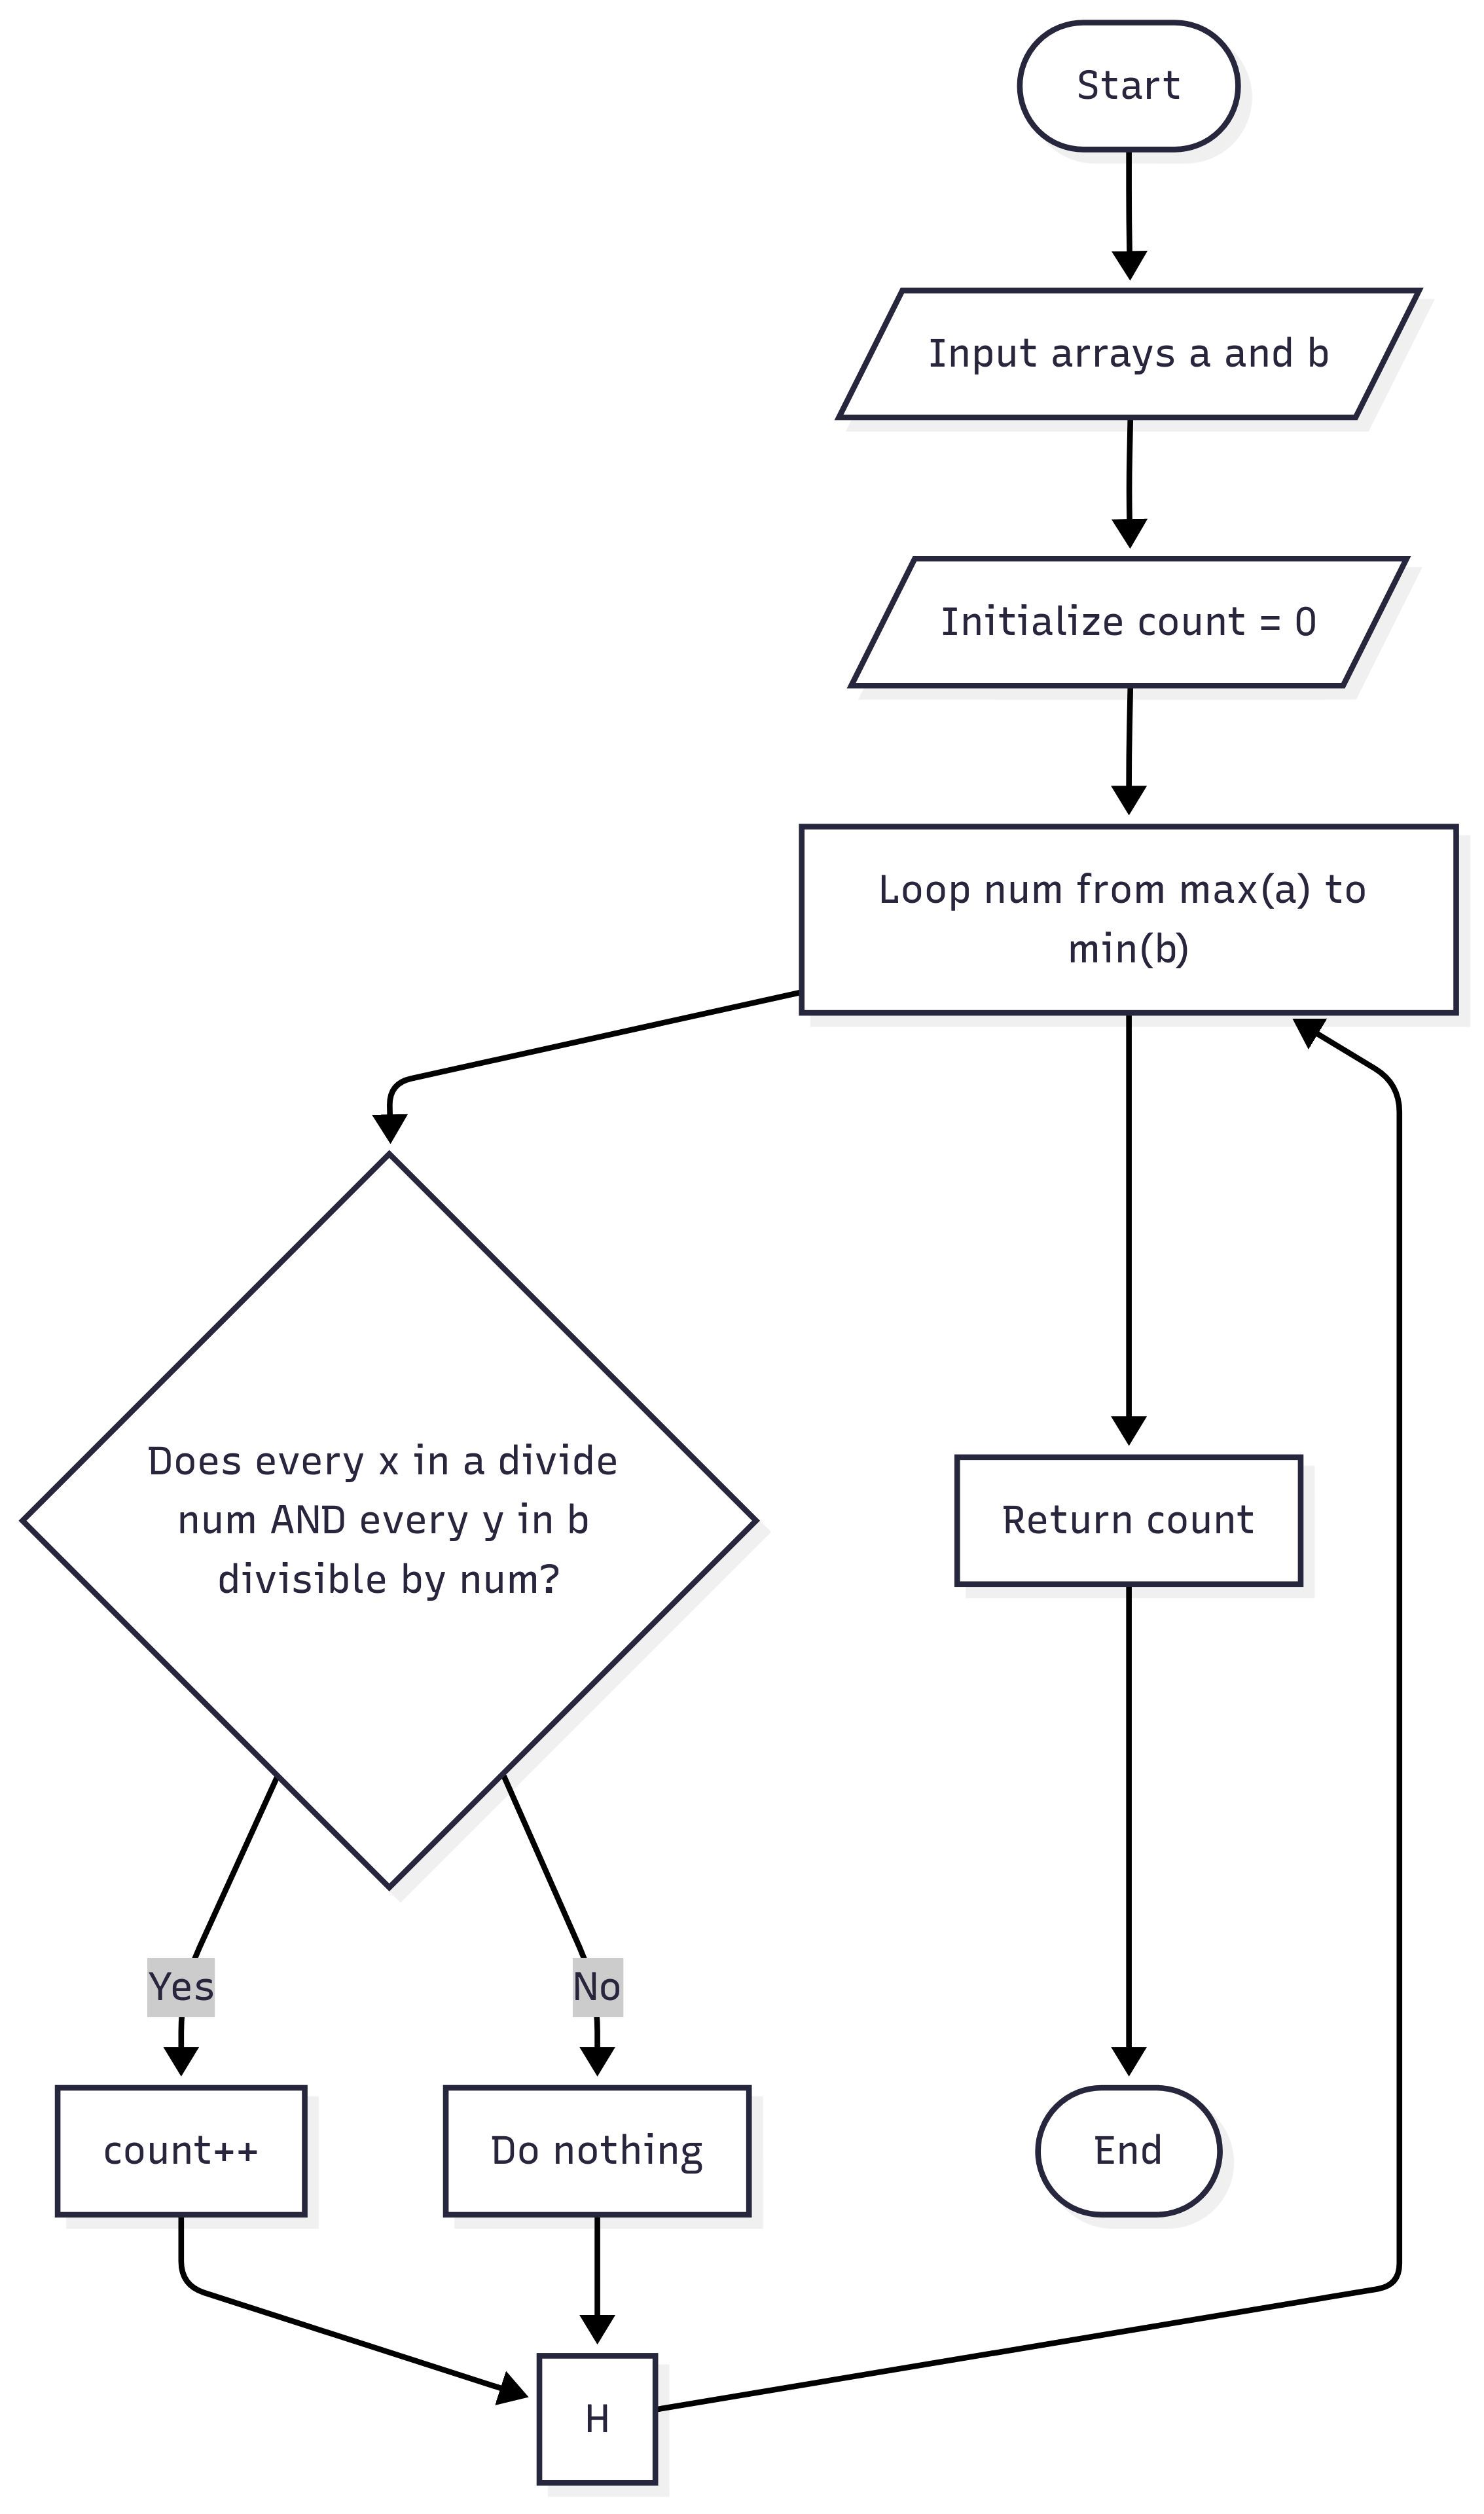 Start
Input arrays a and b
Initialize count = 0
Loop num from max(a) to
min(b)
Does every x in a divide
num AND every y in b
divisible by num?
Return count
Yes
No
count++
Do nothing
End
H